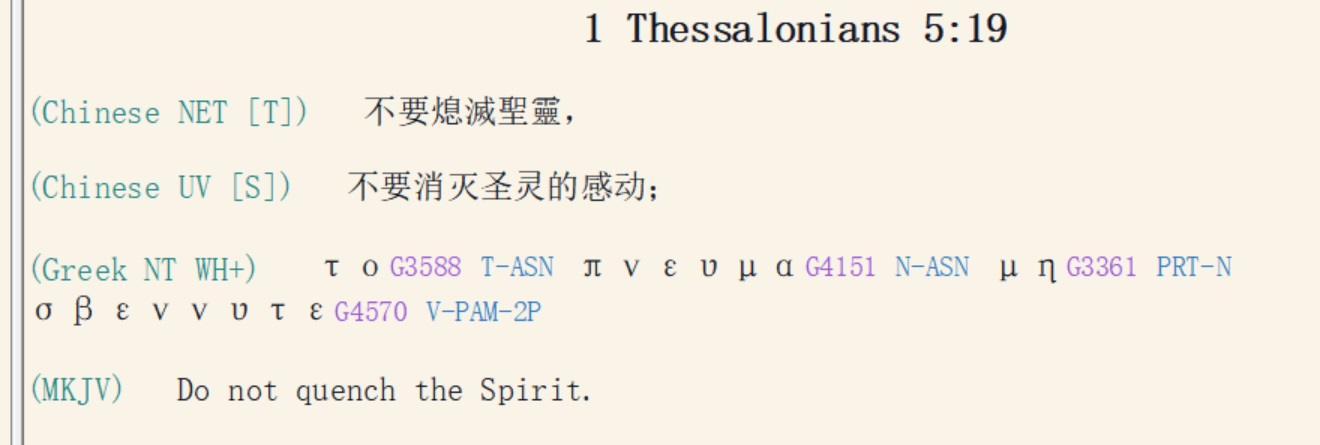 1 Thessalonians 5:19
(Chinese NET [T]) 不要熄滅聖靈，
(Chinese UV [S]) 不要消灭圣灵的感动；
(Greek NT WH+) τ ο G3588 T-ASN π ν ε υ μ α G4151 N-ASN μ η G3361 PRT-N
σ β ε ν ν υ τ ε G4570 V-PAM-2P
(MKJV) Do not quench the Spirit.